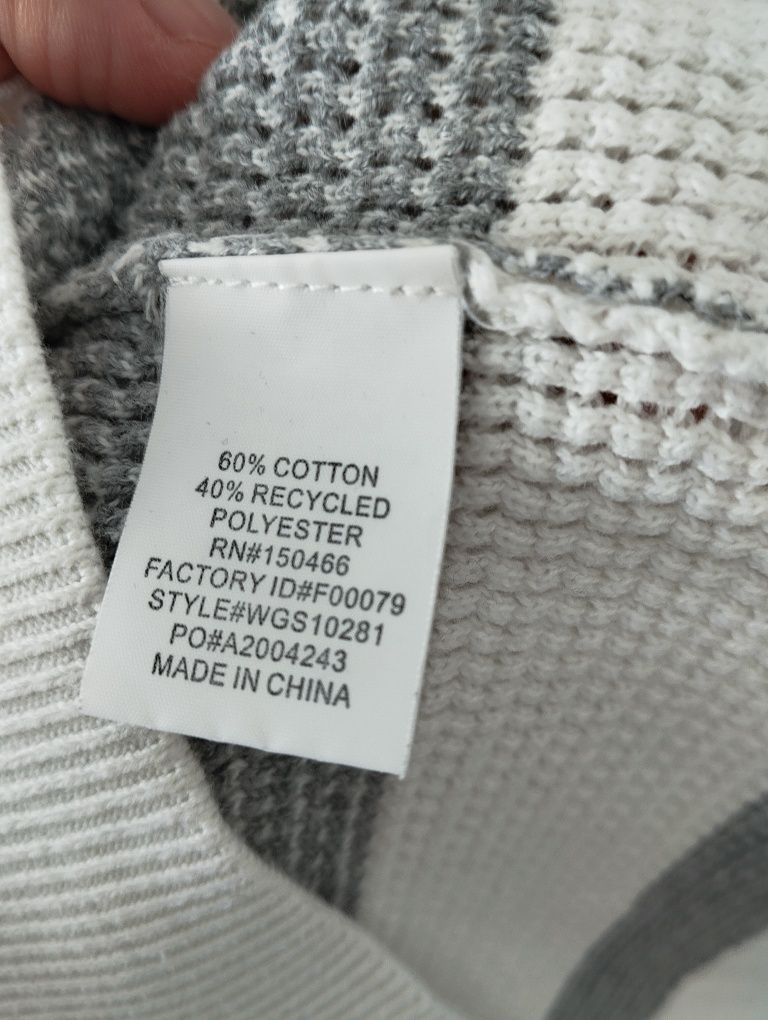 60% COTTON
40% RECYCLED
POLYESTER
RN#150466
FACTORY ID#F00079
STYLE#WGS10281
PO#A2004243
MADE IN CHINA